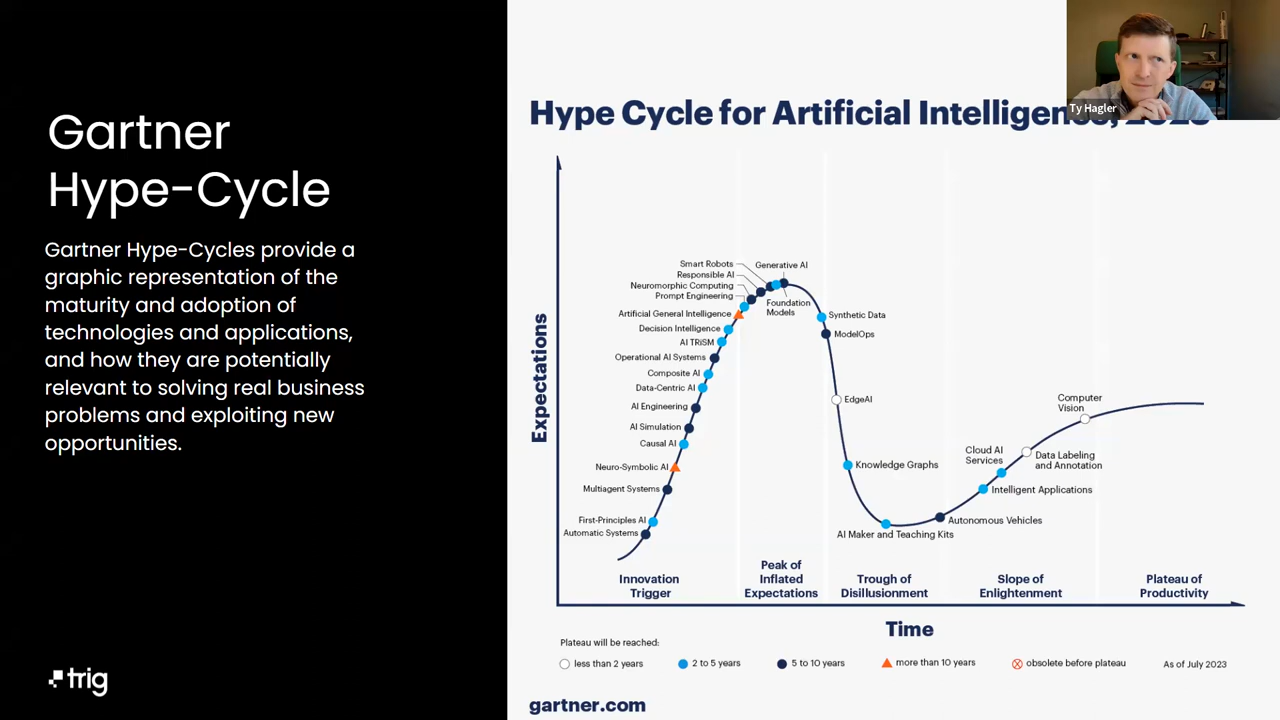 Gartner
Hype-Cycle
Gartner Hype-Cycles provide a
graphic representation of the
maturity and adoption of
technologies and applications,
and how they are potentially
relevant to solving real business
problems and exploiting new
opportunities.
trig
Ty Hagler
Hype Cycle for Artificial Intelligence,
Expectations
Smart Robots
Responsible AI
Neuromorphic Computing
Prompt Engineering
Artificial General Intelligence
Decision Intelligence
AI TRiSM
Operational AI Systems
Composite AI
Data-Centric AI
AI Engineering
AI Simulation
Causal AI
Neuro-Symbolic AI
Multiagent Systems
First-Principles AI
Automatic Systems
Generative AI
Foundation
Models
Synthetic Data
ModelOps
EdgeAI
Knowledge Graphs
AI Maker and Teaching Kits
Autonomous Vehicles
Intelligent Applications
Cloud AI
Services
Data Labeling
and Annotation
Computer
Vision
Innovation
Trigger
Peak of
Inflated
Expectations
Trough of
Disillusionment
Slope of
Enlightenment
Plateau of
Productivity
Time
Plateau will be reached:
less than 2 years
2 to 5 years
5 to 10 years
more than 10 years
obsolete before plateau
As of July 2023
gartner.com